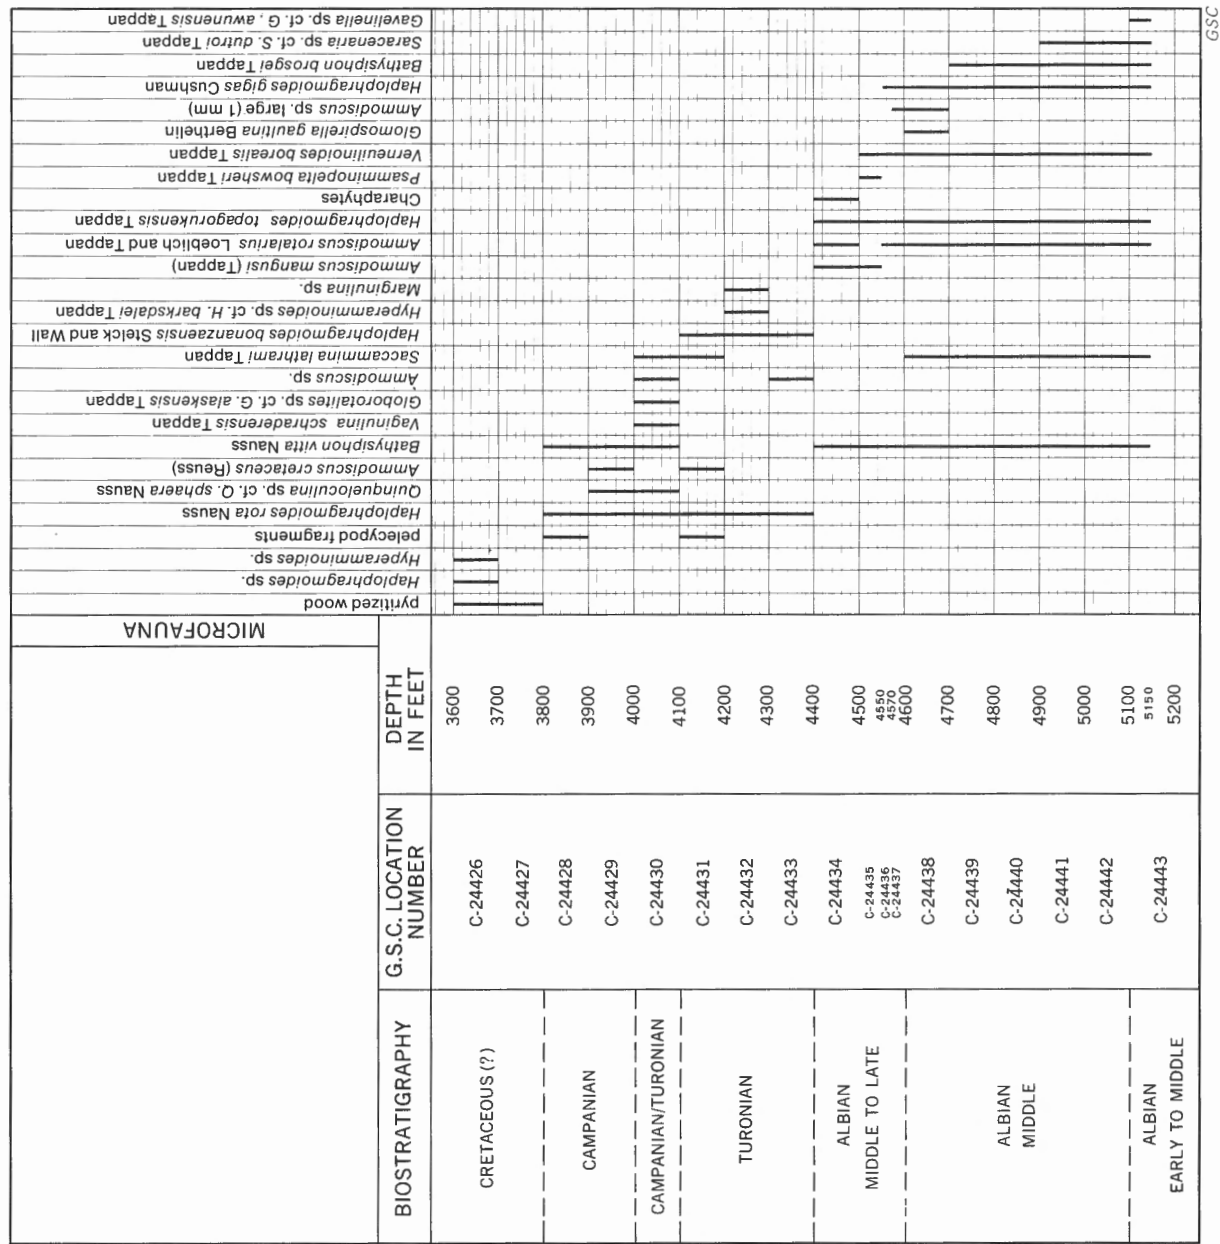 Gavelinella sp. cf. G. awunensis Tappan
Saracenaria sp. cf. S. dutroi Tappan
Bathysiphon brosgei Tappan
Haplophragmoides gigas Cushman
Ammodiscus sp. large (1 mm)
Glomospirella gaultina Berthelin
Verneuilinoides borealis Tappan
Psamminopelta bowsheri Tappan
Charaphytes
Haplophragmoides topagorukensis Tappan
Ammodiscus rotalarius Loeblich and Tappan
Ammodiscus mangusi (Tappan)
Marginulina sp.
Hyperamminoides sp. cf. H. barksdalei Tappan
Haplophragmoides bonanzaensis Stelck and Wall
Saccammina lathrami Tappan
Ammodiscus sp.
Globorotalites sp. cf. G. alaskensis Tappan
Vaginulina schraderensis Tappan
Bathysiphon vitta Nauss
Ammodiscus cretaceus (Reuss)
Quinqueloculina sp. cf. Q. sphaera Nauss
Haplophragmoides rota Nauss
pelecypod fragments
Hyperamminoides sp.
Haplophragmoides sp.
pyritized wood
MICROFAUNA
DEPTH
IN FEET
3600
3700
3800
3900
4000
4100
4200
4300
4400
4500
4550
4570
4600
4700
4800
4900
5000
5100
5150
5200
G.S.C. LOCATION
NUMBER
C-24426
C-24427
C-24428
C-24429
C-24430
C-24431
C-24432
C-24433
C-24434
C-24435
C-24436
C-24437
C-24438
C-24439
C-24440
C-24441
C-24442
C-24443
BIOSTRATIGRAPHY
CRETACEOUS (?)
CAMPANIAN
CAMPANIAN/TURONIAN
TURONIAN
ALBIAN
MIDDLE TO LATE
ALBIAN
MIDDLE
ALBIAN
EARLY TO MIDDLE
GSC